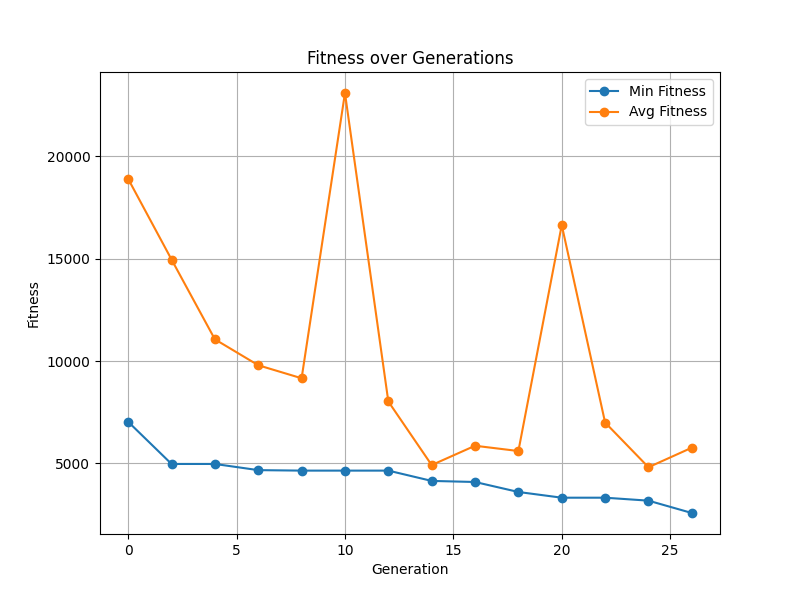 Fitness over Generations
Min Fitness
Avg Fitness
20000
15000
10000
5000
Fitness
0 5 10 15 20 25
Generation